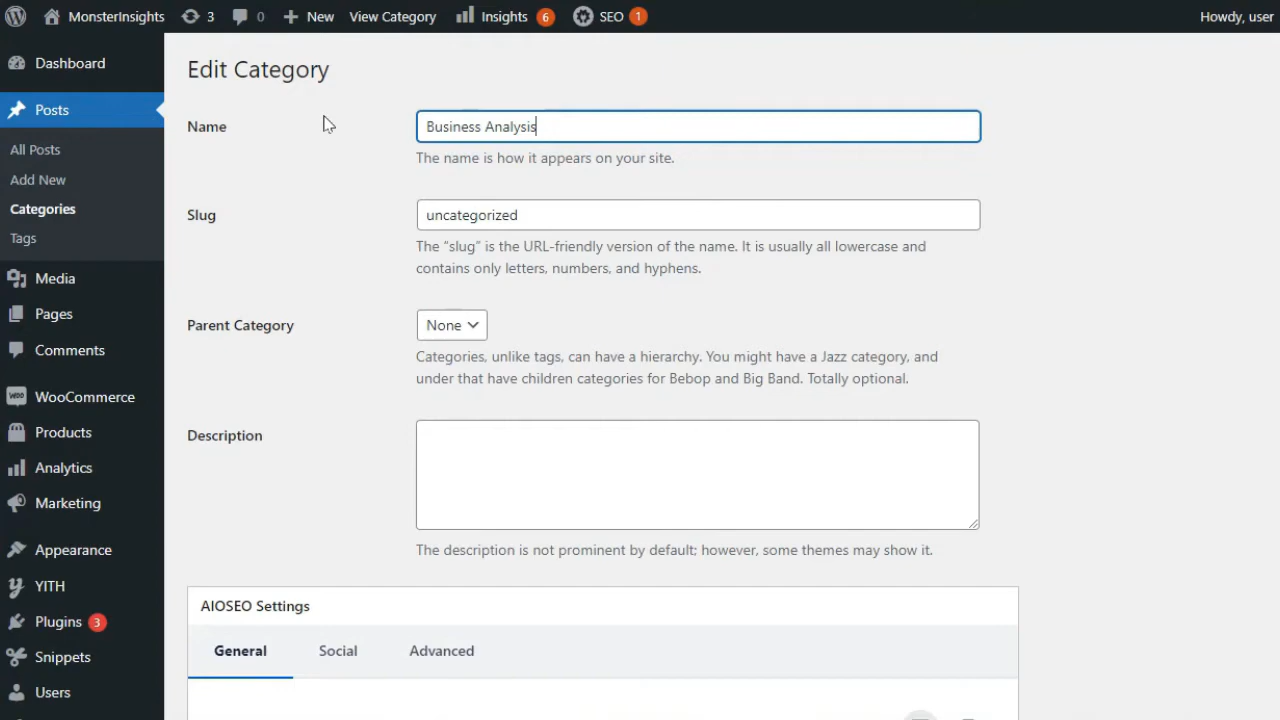 MonsterInsights 3 0 New View Category Insights 6 SEO 1 Howdy, user
Dashboard
Posts
All Posts
Add New
Categories
Tags
Media
Pages
Comments
WooCommerce
Products
Analytics
Marketing
Appearance
YITH
Plugins 3
Snippets
Users
Edit Category
Name
Business Analysis
The name is how it appears on your site.
Slug
uncategorized
The “slug” is the URL-friendly version of the name. It is usually all lowercase and
contains only letters, numbers, and hyphens.
Parent Category
None
Categories, unlike tags, can have a hierarchy. You might have a Jazz category, and
under that have children categories for Bebop and Big Band. Totally optional.
Description
The description is not prominent by default; however, some themes may show it.
AIOSEO Settings
General Social Advanced